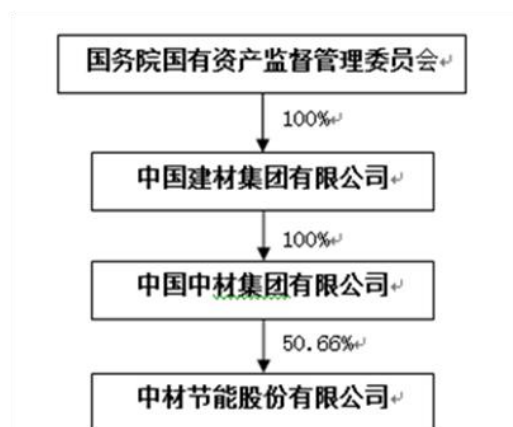 国务院国有资产监督管理委员会
100%
中国建材集团有限公司
100%
中国中材集团有限公司
50.66%
中材节能股份有限公司